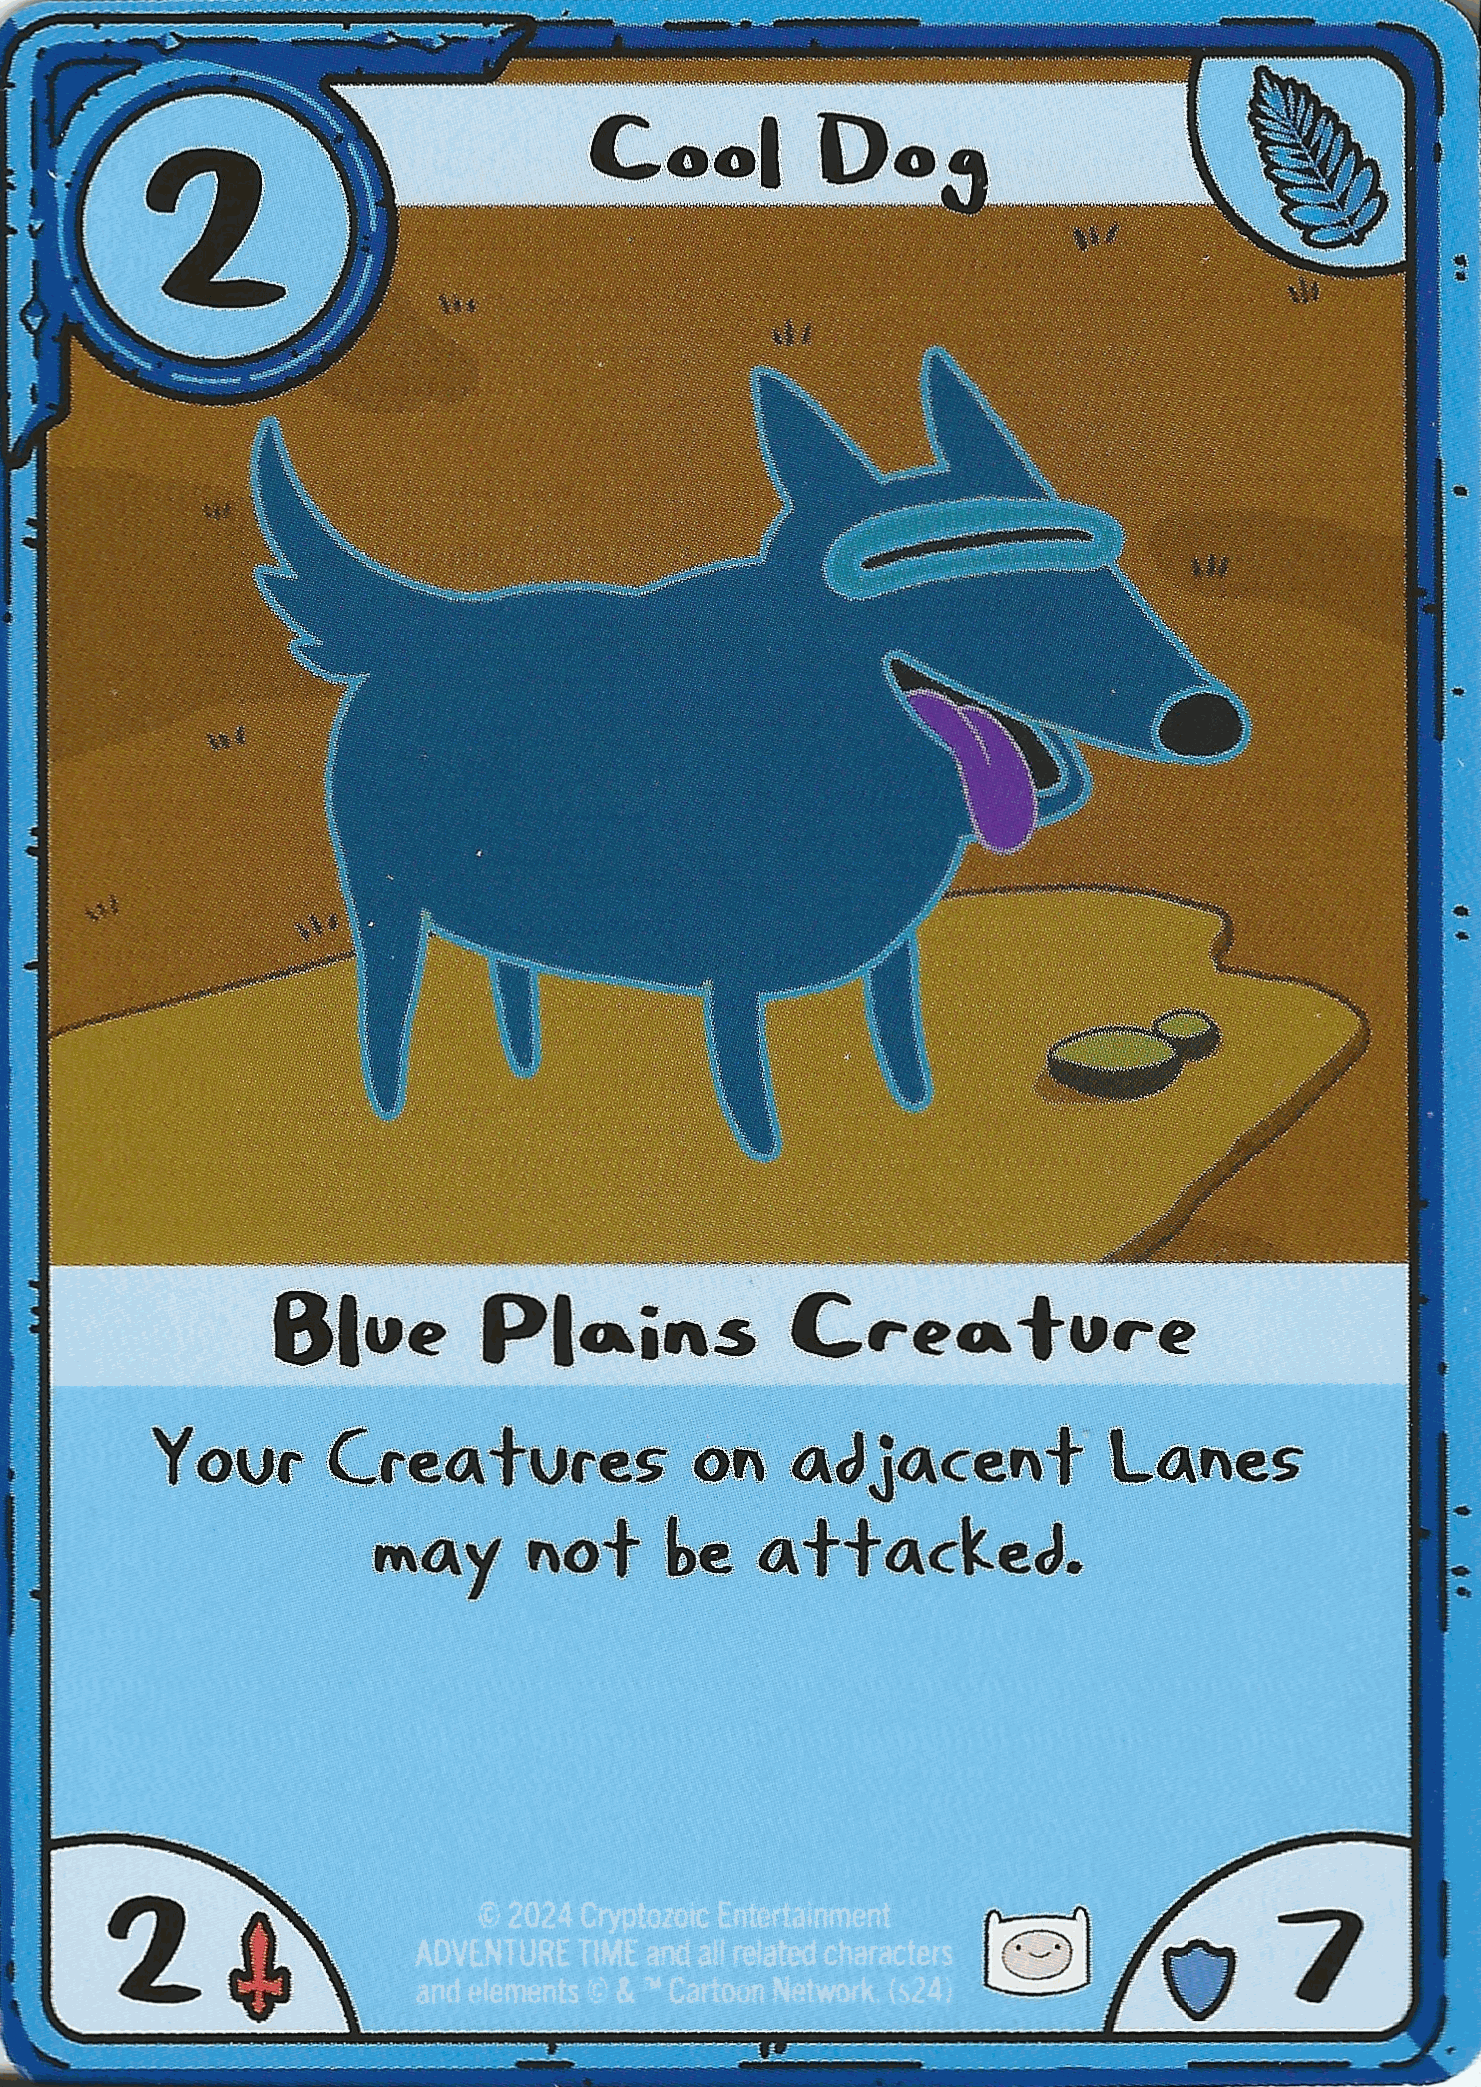 2
Cool Dog
Blue Plains Creature
Your Creatures on adjacent Lanes
may not be attacked.
2
© 2024 Cryptozoic Entertainment
ADVENTURE TIME and all related characters
and elements © & ™ Cartoon Network. (s24)
7